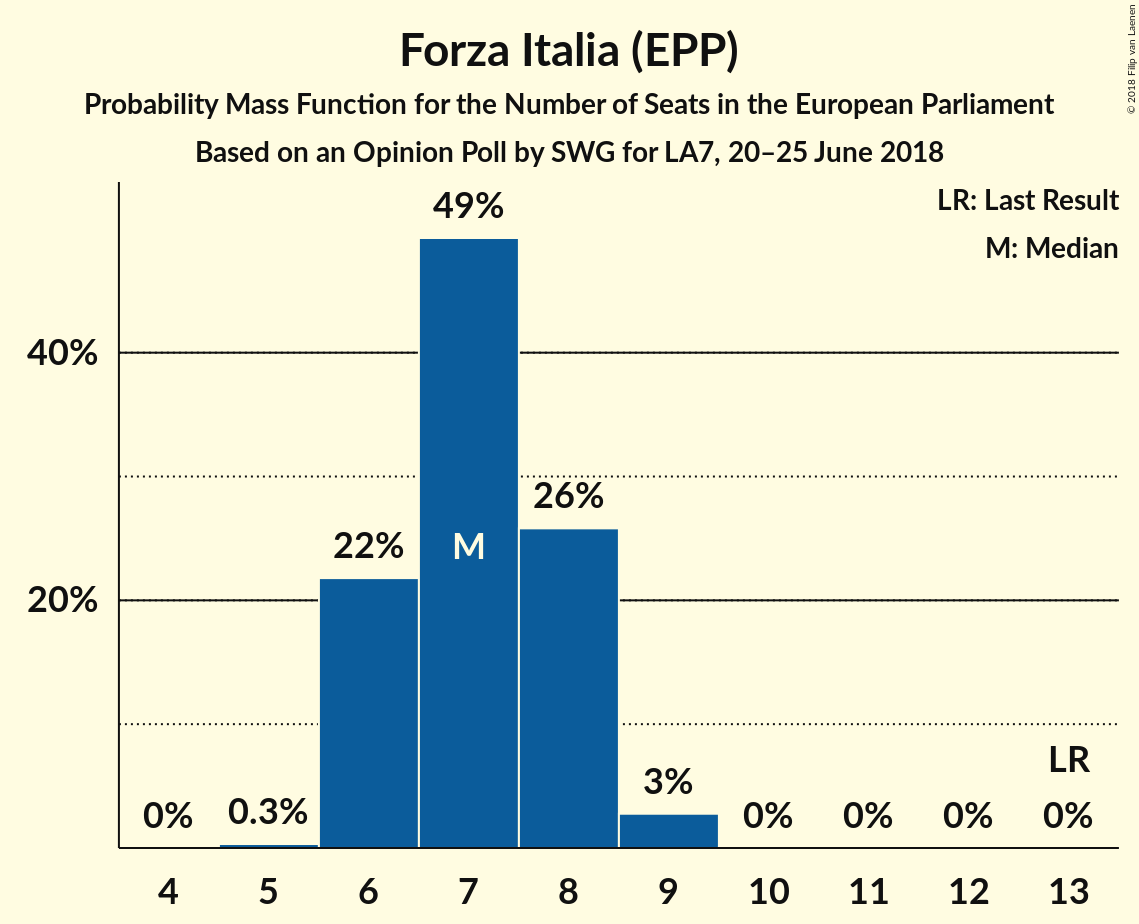 Forza Italia (EPP)
Probability Mass Function for the Number of Seats in the European Parliament
Based on an Opinion Poll by SWG for LA7, 20–25 June 2018
© 2018 Filip van Laenen
LR: Last Result
M: Median
49%
40%
26%
22%
M
20%
LR
3%
0%
0.3%
0%
0%
0%
0%
4
5
6
7
8
9
10
11
12
13